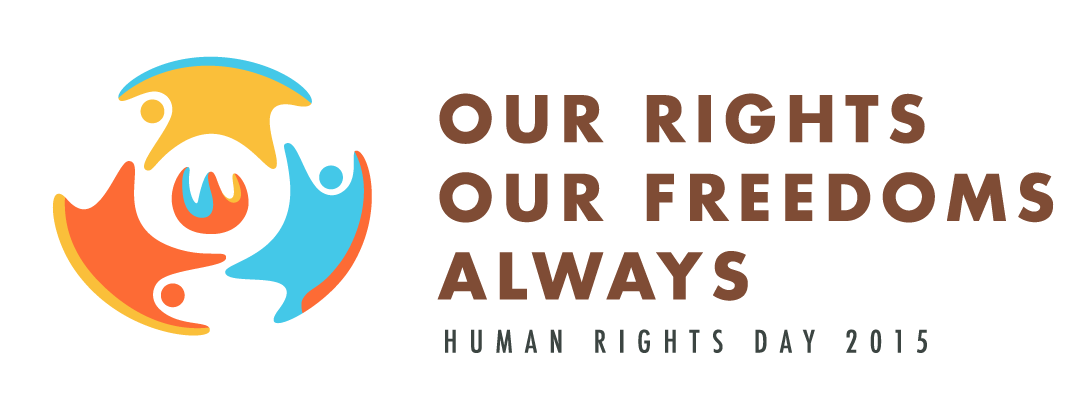 OUR RIGHTS
OUR FREEDOMS
ALWAYS
HUMAN RIGHTS DAY 2015